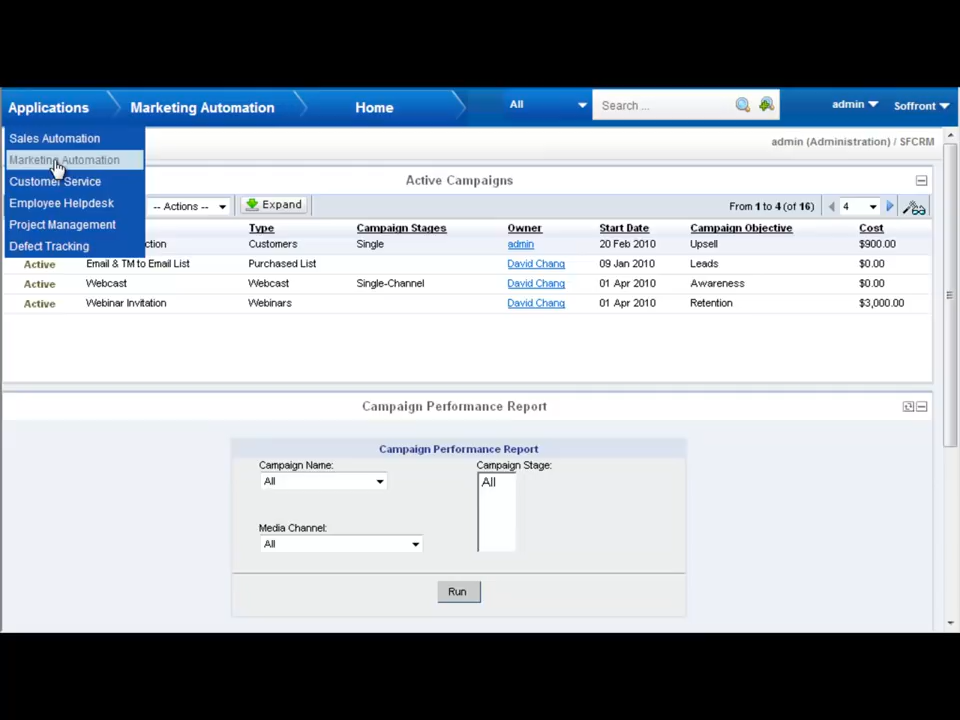 Applications Marketing Automation Home All Search ... admin Soffront
Sales Automation
admin (Administration) / SFCRM
Marketing Automation
Customer Service
Active Campaigns
Employee Helpdesk
-- Actions -- Expand From 1 to 4 (of 16) 4
Project Management
Type Campaign Stages Owner Start Date Campaign Objective Cost
Defect Tracking
Customers Single admin 20 Feb 2010 Upsell $900.00
Active Email & TM to Email List Purchased List David Chang 09 Jan 2010 Leads $0.00
Active Webcast Webcast Single-Channel David Chang 01 Apr 2010 Awareness $0.00
Active Webinar Invitation Webinars David Chang 01 Apr 2010 Retention $3,000.00
Campaign Performance Report
Campaign Performance Report
Campaign Name: Campaign Stage:
All All
Media Channel:
All
Run